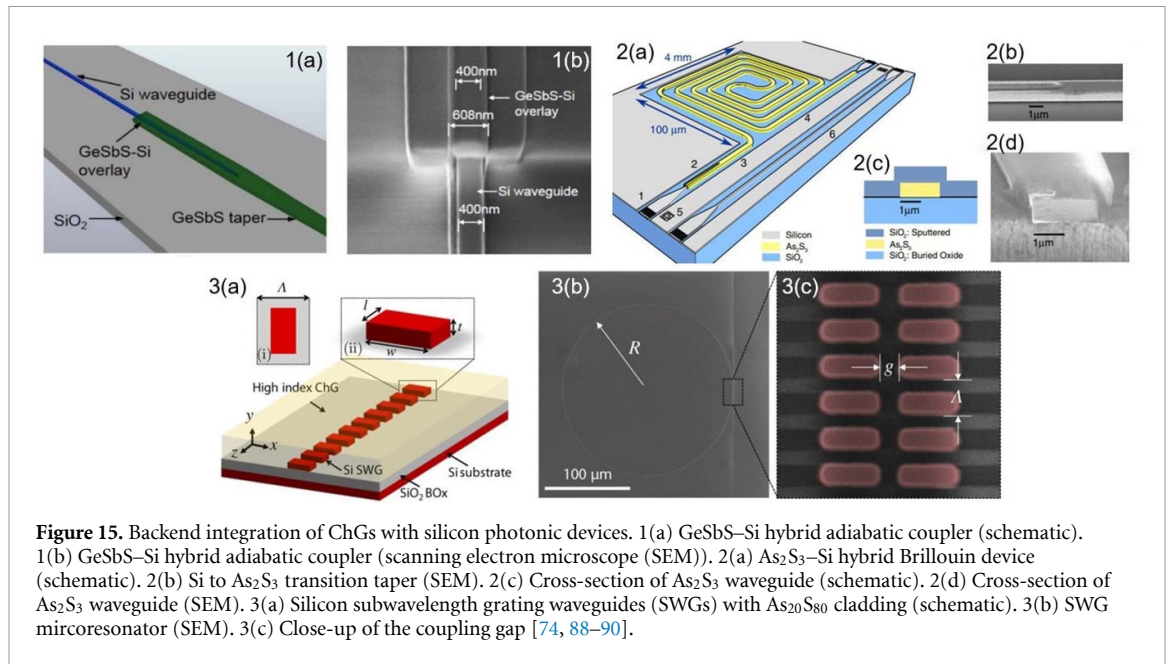 1(a)
Si waveguide
GeSbS-Si
overlay
SiO₂
GeSbS taper
1(b)
400nm
GeSbS-Si
overlay
608nm
Si waveguide
400nm
2(a)
4 mm
100 μm
1
2
3
4
5
6
Silicon
As₂S₃
SiO₂
2(b)
1μm
2(c)
1μm
SiO₂: Sputtered
As₂S₃
SiO₂: Buried Oxide
2(d)
1μm
3(a)
Λ
(i)
l
t
w
(ii)
High index ChG
y
x
z
Si SWG
SiO₂ BOx
Si substrate
3(b)
R
100 μm
3(c)
g
Λ
Figure 15. Backend integration of ChGs with silicon photonic devices. 1(a) GeSbS–Si hybrid adiabatic coupler (schematic).
1(b) GeSbS–Si hybrid adiabatic coupler (scanning electron microscope (SEM)). 2(a) As₂S₃–Si hybrid Brillouin device
(schematic). 2(b) Si to As₂S₃ transition taper (SEM). 2(c) Cross-section of As₂S₃ waveguide (schematic). 2(d) Cross-section of
As₂S₃ waveguide (SEM). 3(a) Silicon subwavelength grating waveguides (SWGs) with As₂₀S₈₀ cladding (schematic). 3(b) SWG
mircoresonator (SEM). 3(c) Close-up of the coupling gap [74, 88–90].